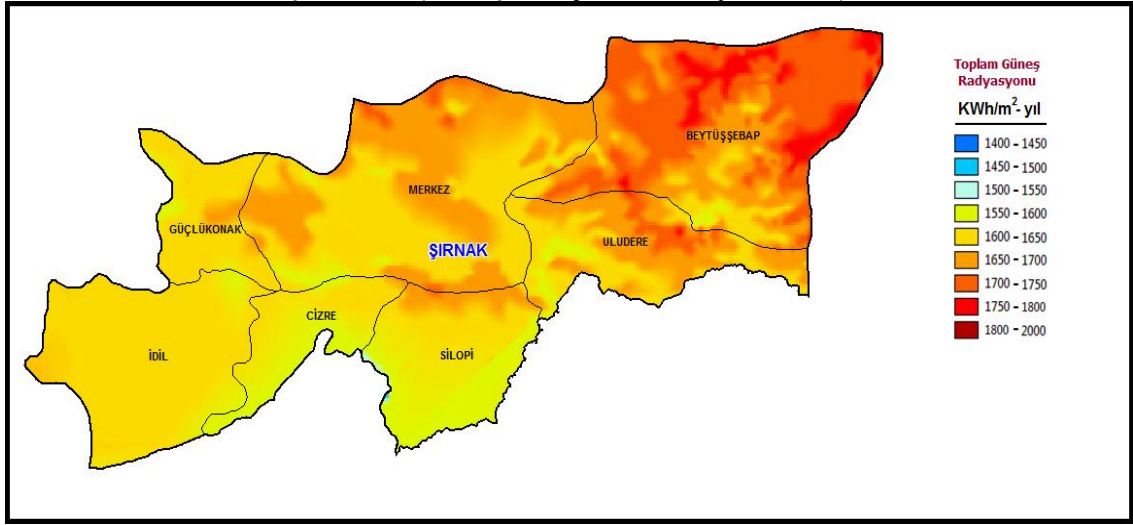 Toplam Güneş
Radyasyonu
KWh/m²- yıl
1400 - 1450
1450 - 1500
1500 - 1550
1550 - 1600
1600 - 1650
1650 - 1700
1700 - 1750
1750 - 1800
1800 - 2000
BEYTÜŞŞEBAP
MERKEZ
GÜÇLÜKONAK
ULUDERE
ŞIRNAK
CİZRE
İDİL
SİLOPİ